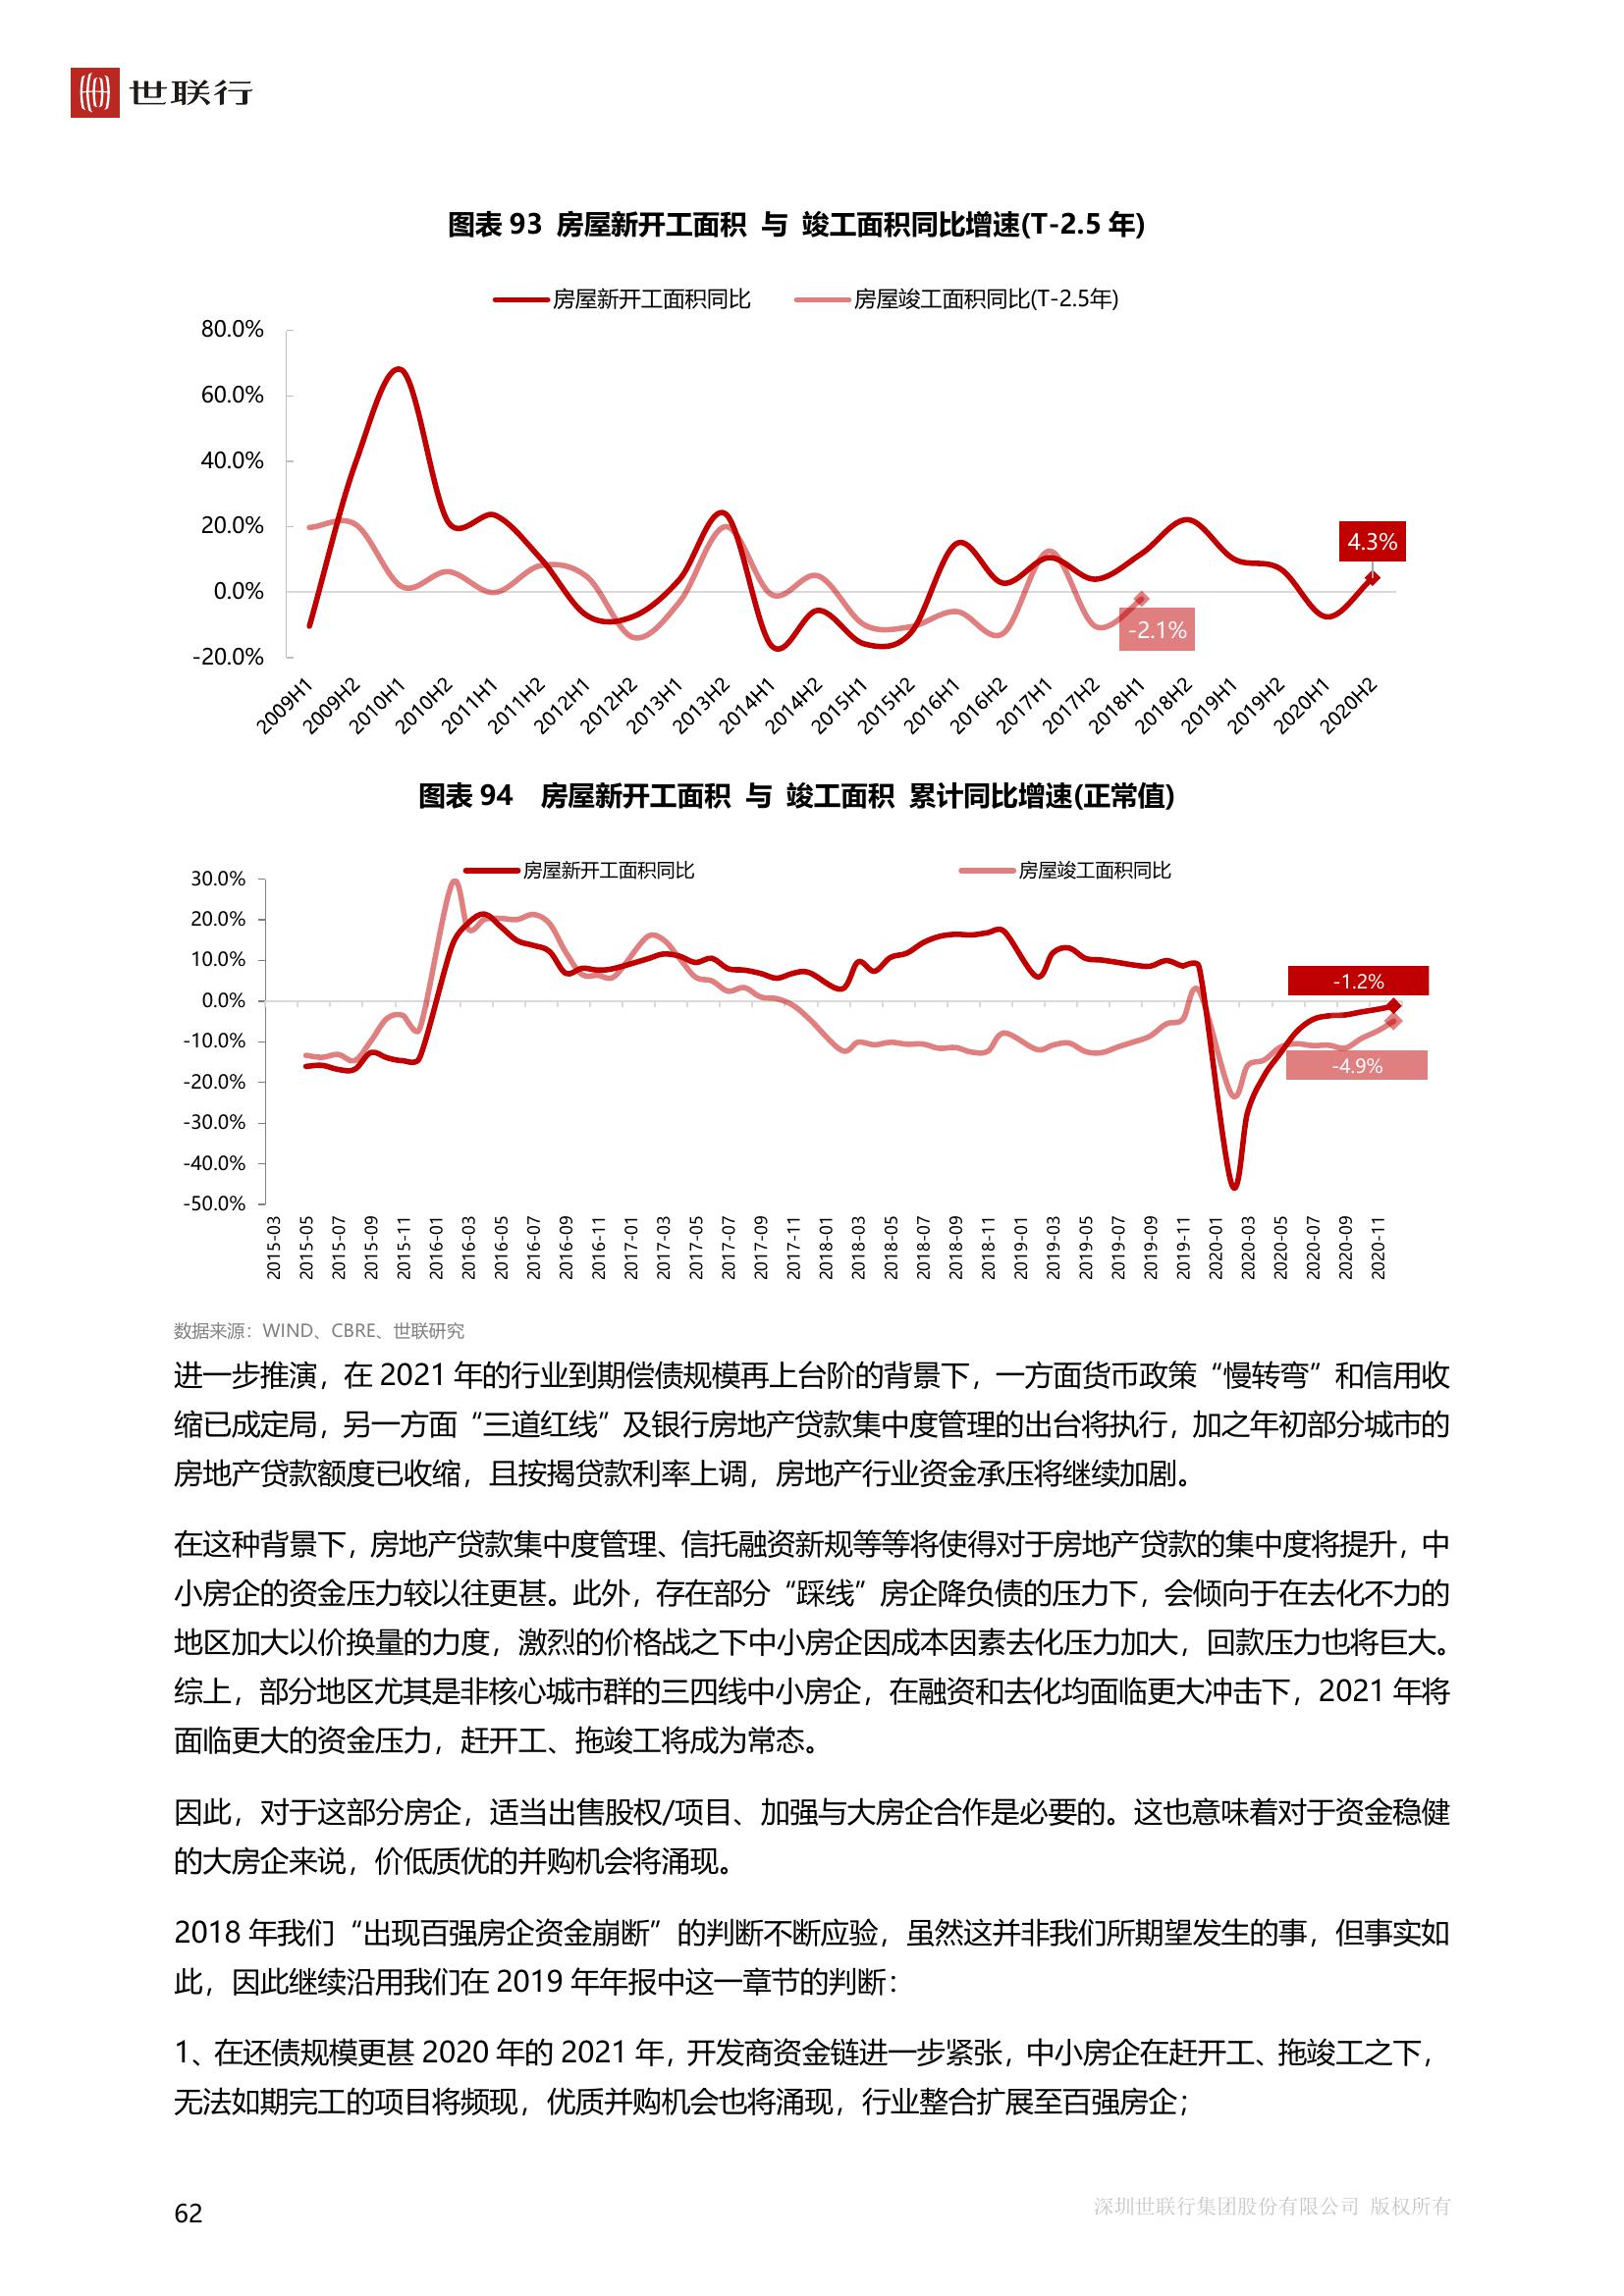 世联行
图表 93 房屋新开工面积 与 竣工面积同比增速(T-2.5 年)
房屋新开工面积同比
房屋竣工面积同比(T-2.5年)
80.0%
60.0%
40.0%
20.0%
0.0%
-20.0%
4.3%
-2.1%
2009H1
2009H2
2010H1
2010H2
2011H1
2011H2
2012H1
2012H2
2013H1
2013H2
2014H1
2014H2
2015H1
2015H2
2016H1
2016H2
2017H1
2017H2
2018H1
2018H2
2019H1
2019H2
2020H1
2020H2
图表 94 房屋新开工面积 与 竣工面积 累计同比增速(正常值)
房屋新开工面积同比
房屋竣工面积同比
30.0%
20.0%
10.0%
0.0%
-10.0%
-20.0%
-30.0%
-40.0%
-50.0%
-1.2%
-4.9%
2015-03
2015-05
2015-07
2015-09
2015-11
2016-01
2016-03
2016-05
2016-07
2016-09
2016-11
2017-01
2017-03
2017-05
2017-07
2017-09
2017-11
2018-01
2018-03
2018-05
2018-07
2018-09
2018-11
2019-01
2019-03
2019-05
2019-07
2019-09
2019-11
2020-01
2020-03
2020-05
2020-07
2020-09
2020-11
数据来源：WIND、CBRE、世联研究
进一步推演，在 2021 年的行业到期偿债规模再上台阶的背景下，一方面货币政策“慢转弯”和信用收
缩已成定局，另一方面“三道红线”及银行房地产贷款集中度管理的出台将执行，加之年初部分城市的
房地产贷款额度已收缩，且按揭贷款利率上调，房地产行业资金承压将继续加剧。
在这种背景下，房地产贷款集中度管理、信托融资新规等等将使得对于房地产贷款的集中度将提升，中
小房企的资金压力较以往更甚。此外，存在部分“踩线”房企降负债的压力下，会倾向于在去化不力的
地区加大以价换量的力度，激烈的价格战之下中小房企因成本因素去化压力加大，回款压力也将巨大。
综上，部分地区尤其是非核心城市群的三四线中小房企，在融资和去化均面临更大冲击下，2021 年将
面临更大的资金压力，赶开工、拖竣工将成为常态。
因此，对于这部分房企，适当出售股权/项目、加强与大房企合作是必要的。这也意味着对于资金稳健
的大房企来说，价低质优的并购机会将涌现。
2018 年我们“出现百强房企资金崩断”的判断不断应验，虽然这并非我们所期望发生的事，但事实如
此，因此继续沿用我们在 2019 年年报中这一章节的判断：
1、在还债规模更甚 2020 年的 2021 年，开发商资金链进一步紧张，中小房企在赶开工、拖竣工之下，
无法如期完工的项目将频现，优质并购机会也将涌现，行业整合扩展至百强房企；
62
深圳世联行集团股份有限公司 版权所有